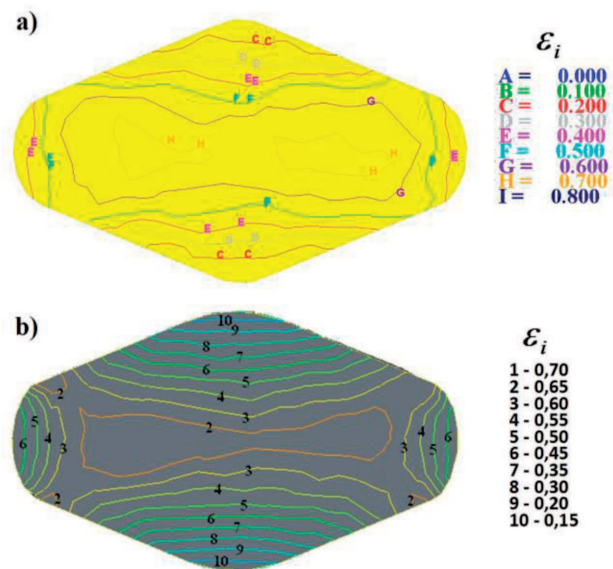 a)
C C
D D
E E
F F
G
H H
H
E
E
F
F
E
G
F
E
E
D D
C C
ε_i
A = 0.000
B = 0.100
C = 0.200
D = 0.300
E = 0.400
F = 0.500
G = 0.600
H = 0.700
I = 0.800
b)
10
9
8
7
6
5
4
3
2
2
6 5 4 3
3 4 5 6
2
3
4
5
6
7
8
9
10
2
2
ε_i
1 - 0,70
2 - 0,65
3 - 0,60
4 - 0,55
5 - 0,50
6 - 0,45
7 - 0,35
8 - 0,30
9 - 0,20
10 - 0,15